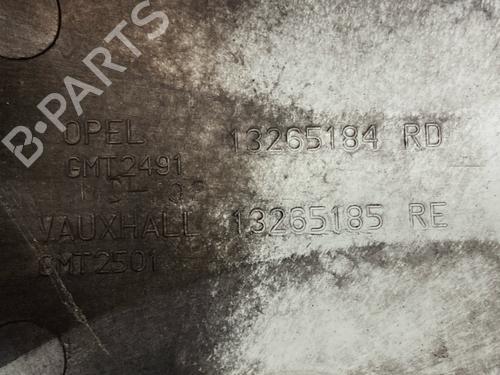 B-PARTS
OPEL 13265184 RD
GMT2491
VAUXHALL 13265185 RE
GMT2501